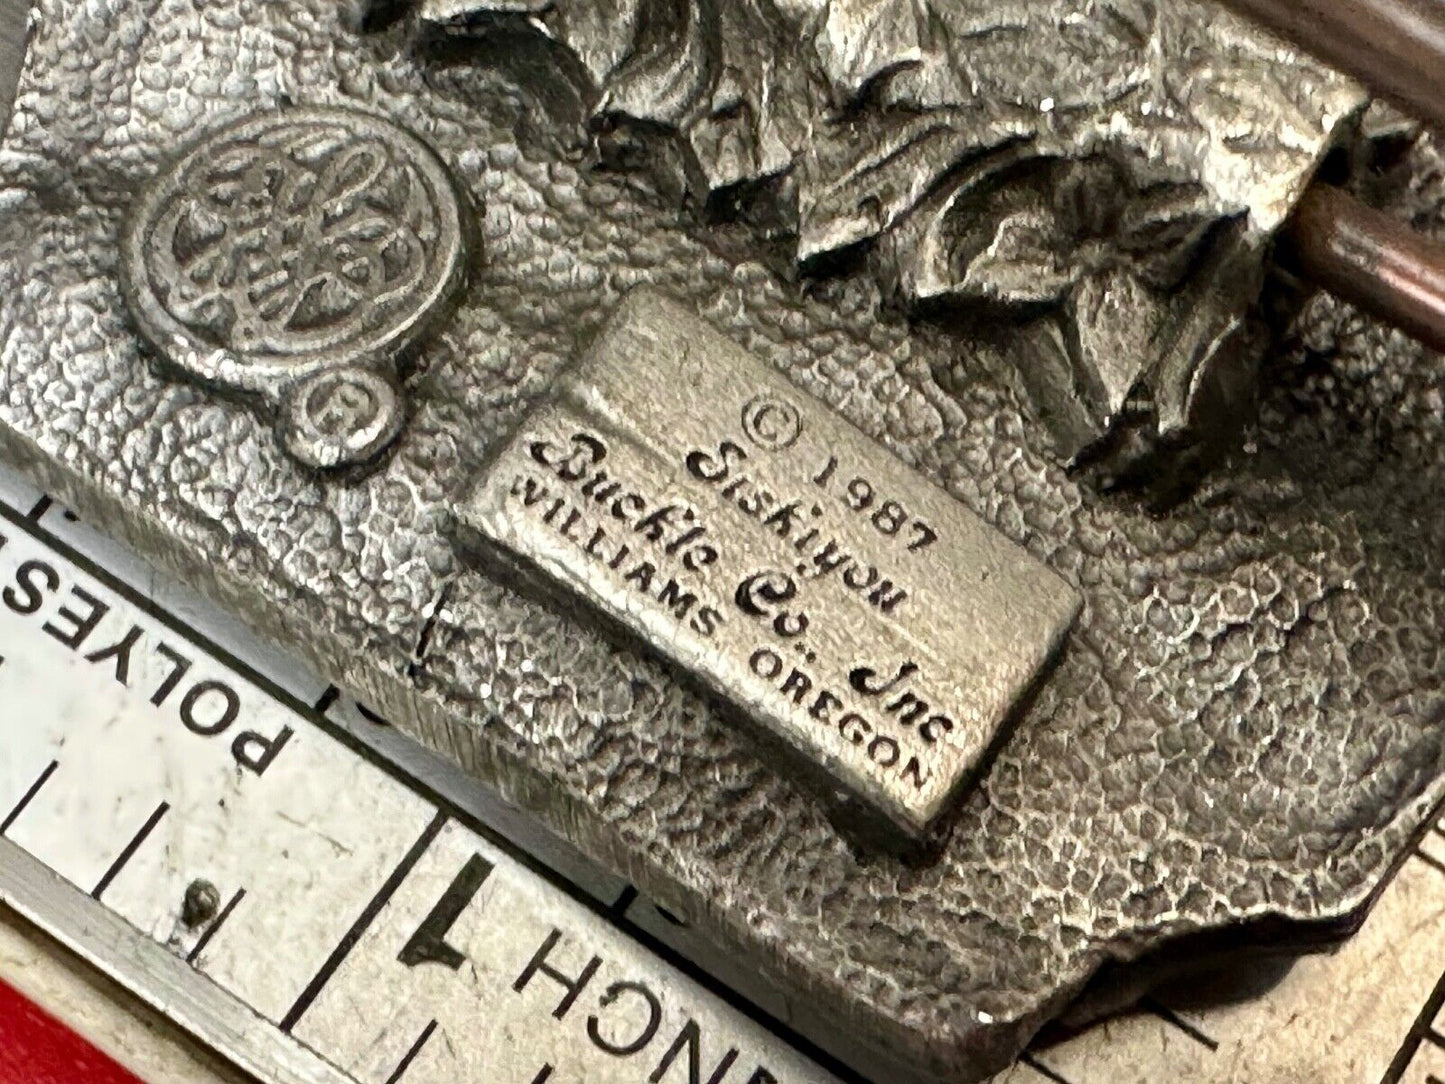 ® 
© 1987
Siskiyou
Buckle Co., Inc
WILLIAMS OREGON
POLYES
1
INCH